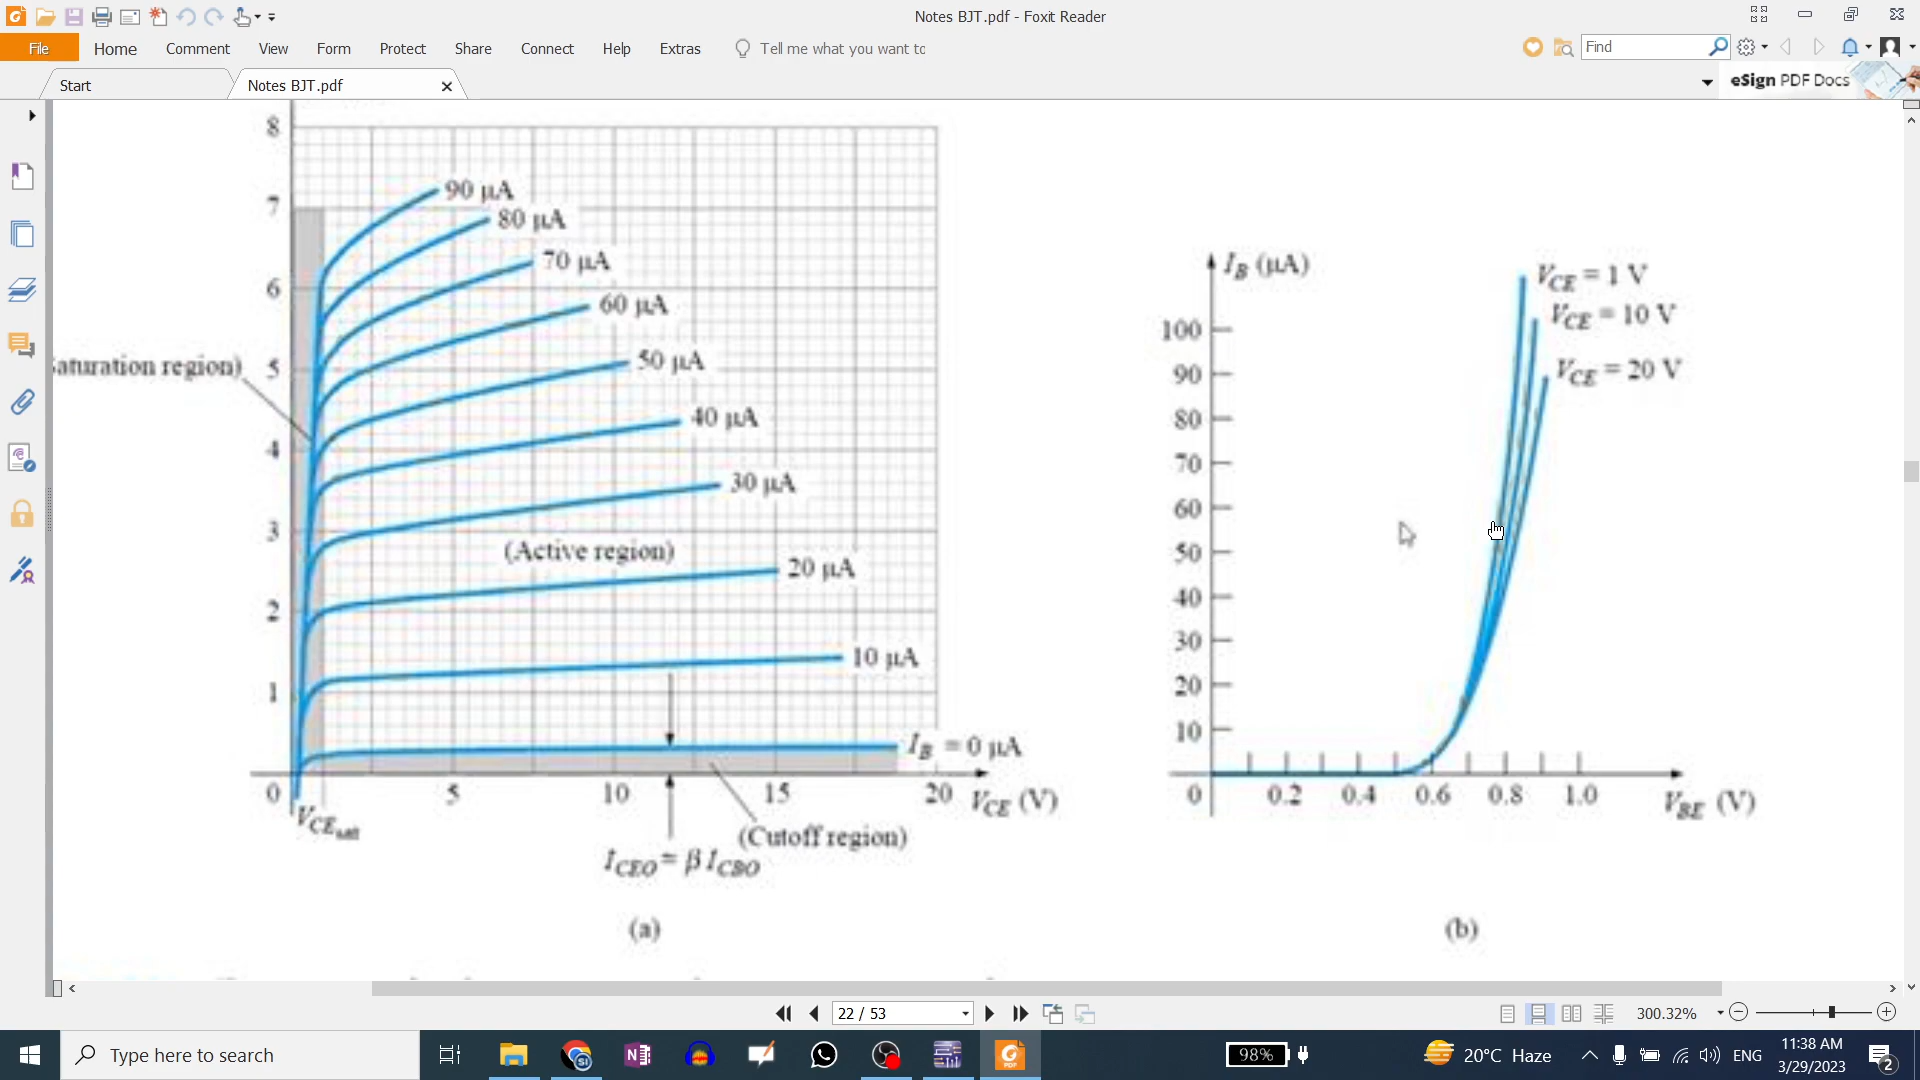 Notes BJT.pdf - Foxit Reader
File Home Comment View Form Protect Share Connect Help Extras Tell me what you want to Find
Start
Notes BJT.pdf
eSign PDF Docs
8
7
6
5
4
3
2
1
0
90 μA
80 μA
70 μA
60 μA
50 μA
40 μA
30 μA
20 μA
10 μA
I_B = 0 μA
aturation region)
(Active region)
(Cutoff region)
5 10 15 20 V_CE (V)
V_CEsat
I_CEO = β I_CBO
(a)
I_B (μA)
V_CE = 1 V
V_CE = 10 V
V_CE = 20 V
100
90
80
70
60
50
40
30
20
10
0 0.2 0.4 0.6 0.8 1.0 V_BE (V)
(b)
22 / 53
300.32%
Type here to search
98%
20°C Haze
ENG
11:38 AM
3/29/2023
2